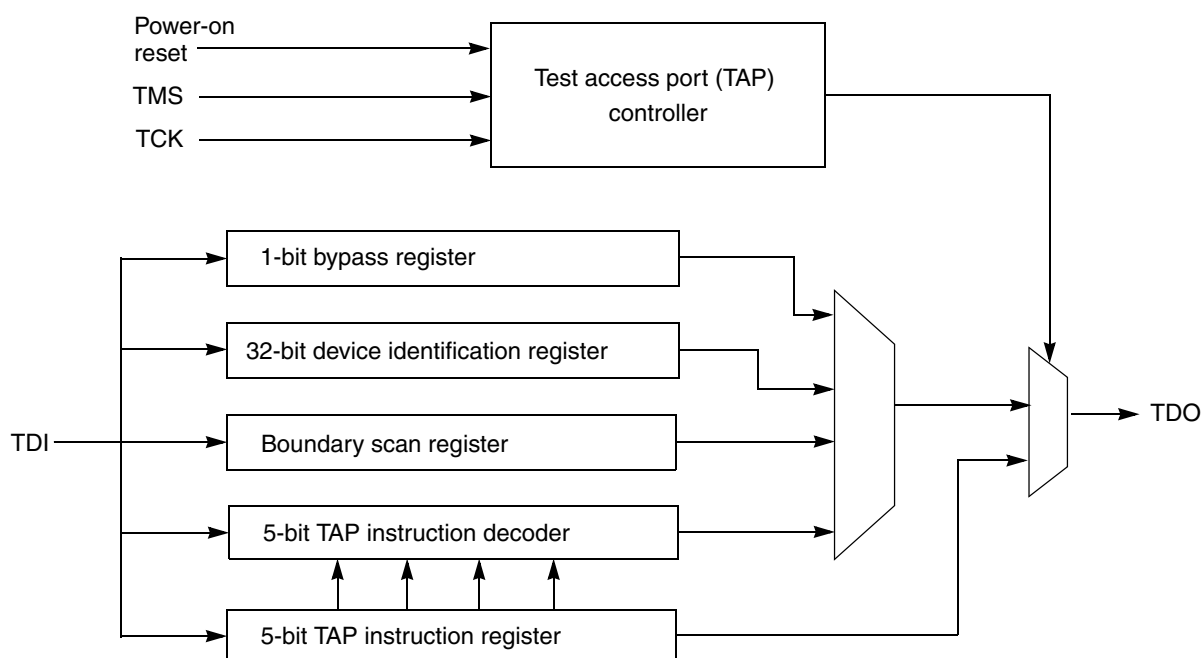 Power-on
reset
TMS
TCK
Test access port (TAP)
controller
1-bit bypass register
32-bit device identification register
TDI
Boundary scan register
TDO
5-bit TAP instruction decoder
5-bit TAP instruction register